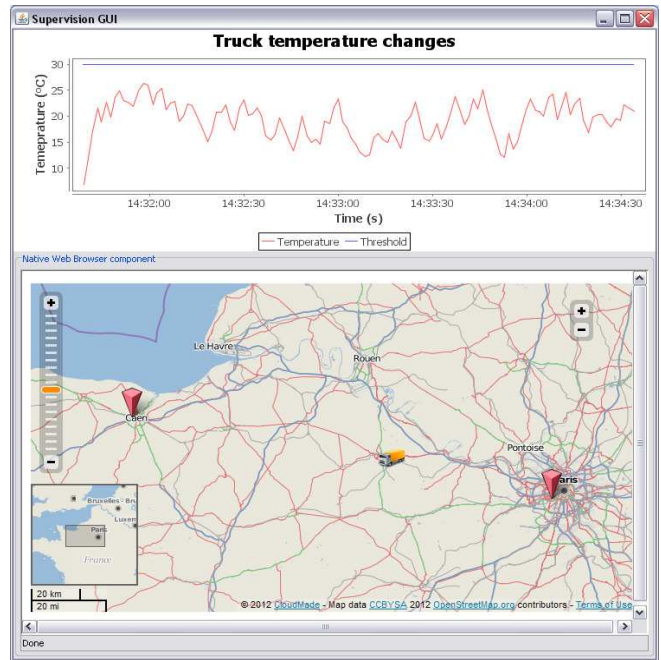 Supervision GUI
Truck temperature changes
Temeprature (°C)
30
25
20
15
10
14:32:00 14:32:30 14:33:00 14:33:30 14:34:00 14:34:30
Time (s)
Temperature Threshold
Native Web Browser component
+
+
−
Le Havre
Rouen
Caen
−
Pontoise
Paris
Bruxelles - Bru
Luxem
Paris
France
20 km
20 mi
© 2012 CloudMade - Map data CCBYSA 2012 OpenStreetMap.org contributors - Terms of Use
Done